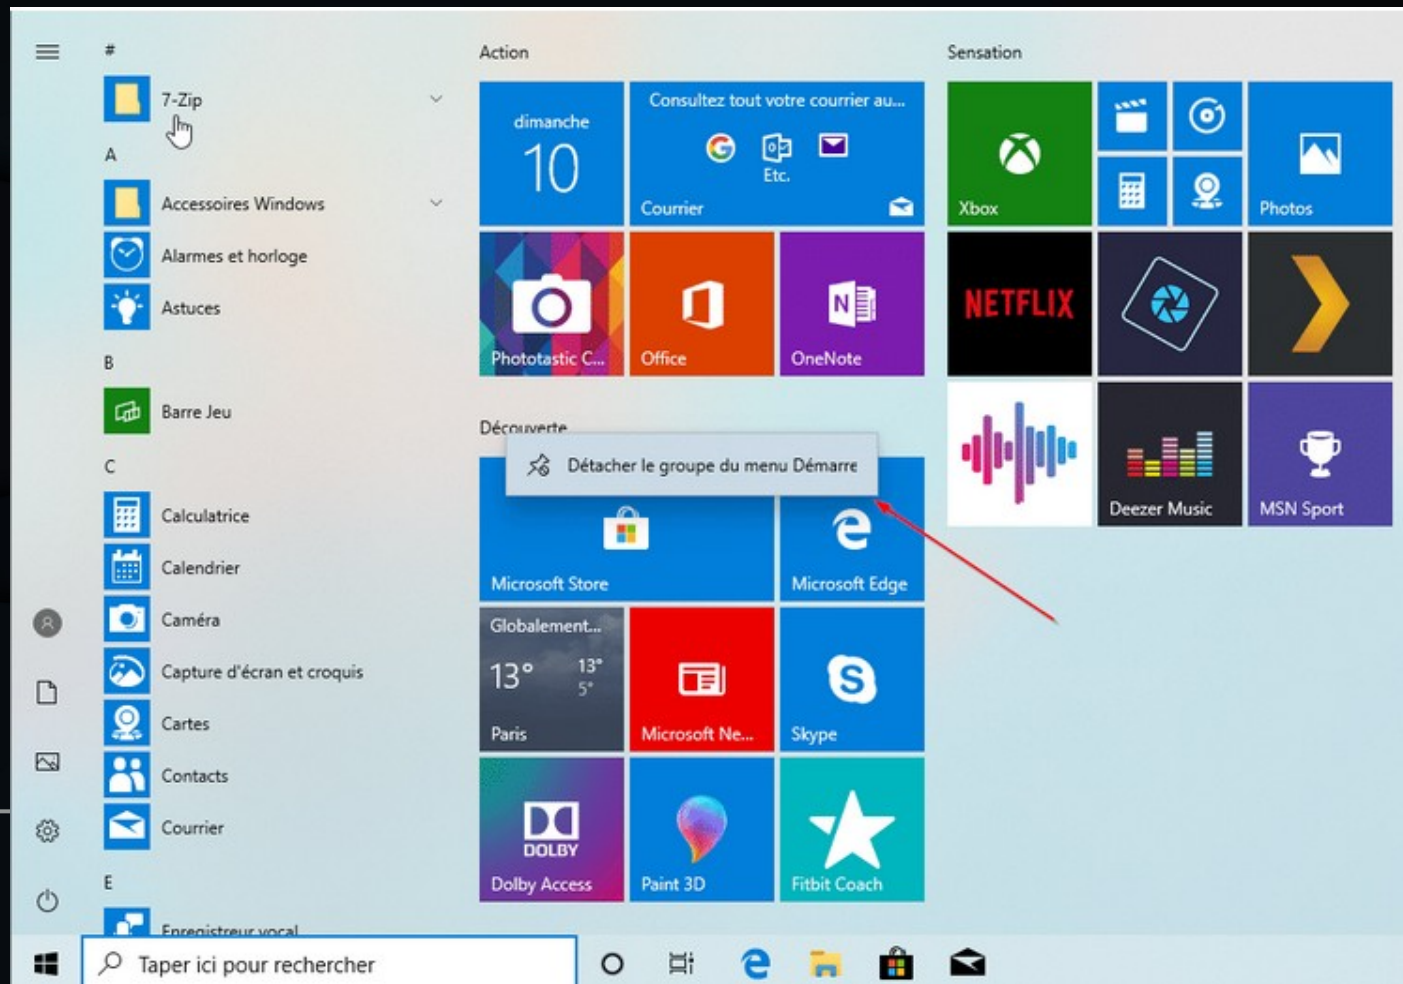 #
7-Zip
A
Accessoires Windows
Alarmes et horloge
Astuces
B
Barre Jeu
C
Calculatrice
Calendrier
Caméra
Capture d'écran et croquis
Cartes
Contacts
Courrier
E
Enregistreur vocal
Action
dimanche
10
Consultez tout votre courrier au...
Etc.
Courrier
Phototastic C...
Office
N
OneNote
Découverte
Détacher le groupe du menu Démarre
Microsoft Store
Microsoft Edge
Globalement...
13° 13°
5°
Paris
Microsoft Ne...
Skype
DOLBY
Dolby Access
Paint 3D
Fitbit Coach
Sensation
Xbox
Photos
NETFLIX
Deezer Music
MSN Sport
Taper ici pour rechercher